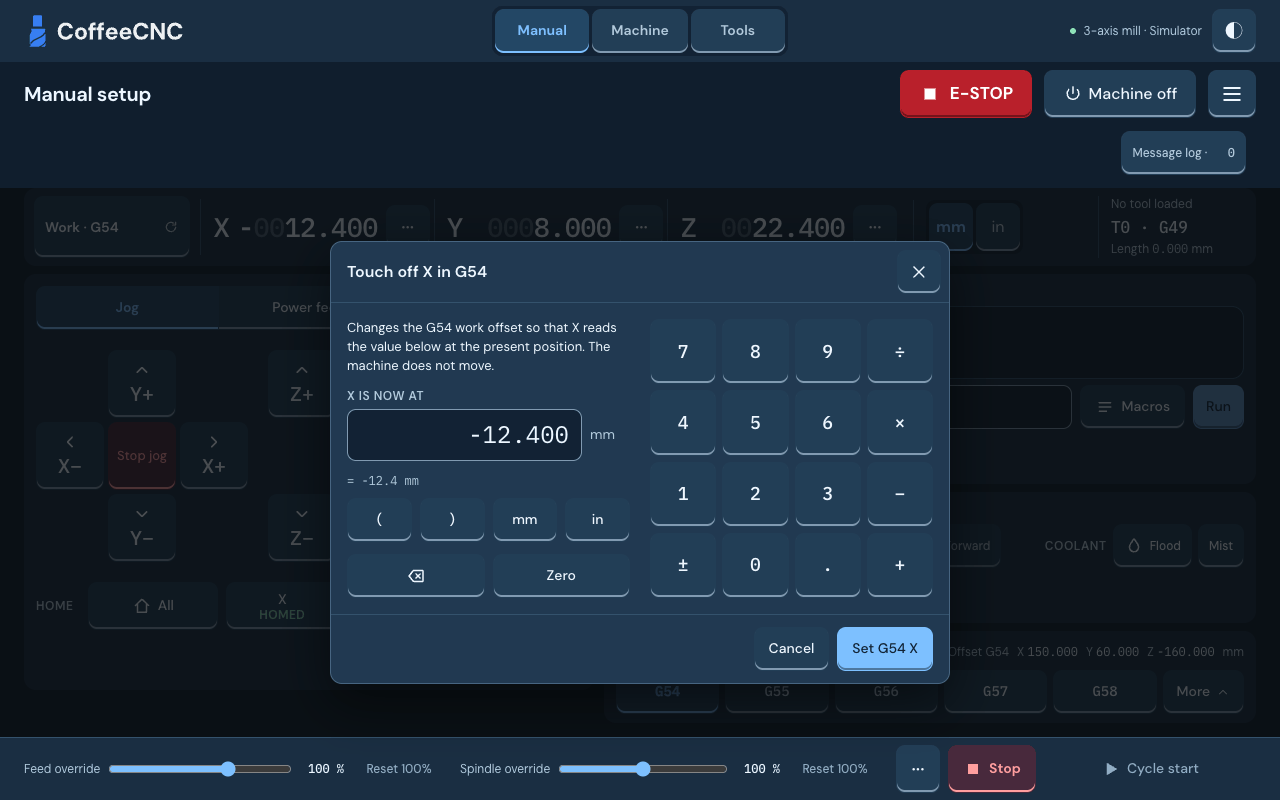 CoffeeCNC
Manual
Machine
Tools
3-axis mill · Simulator
Manual setup
E-STOP
Machine off
Message log · 0
Work · G54
X -0012.400
...
Y 0008.000
...
Z 0022.400
...
mm
in
No tool loaded
T0 · G49
Length 0.000 mm
Jog
Power fe
Y+
Z+
X−
Stop jog
X+
Y−
Z−
HOME
All
X
HOMED
Macros
Run
orward
COOLANT
Flood
Mist
Offset G54 X 150.000 Y 60.000 Z -160.000 mm
G54
G55
G56
G57
G58
More
Touch off X in G54
Changes the G54 work offset so that X reads
the value below at the present position. The
machine does not move.
X IS NOW AT
-12.400 mm
= -12.4 mm
( ) mm in
Zero
7 8 9 ÷
4 5 6 ×
1 2 3 −
± 0 . +
Cancel
Set G54 X
Feed override
100 %
Reset 100%
Spindle override
100 %
Reset 100%
...
Stop
Cycle start